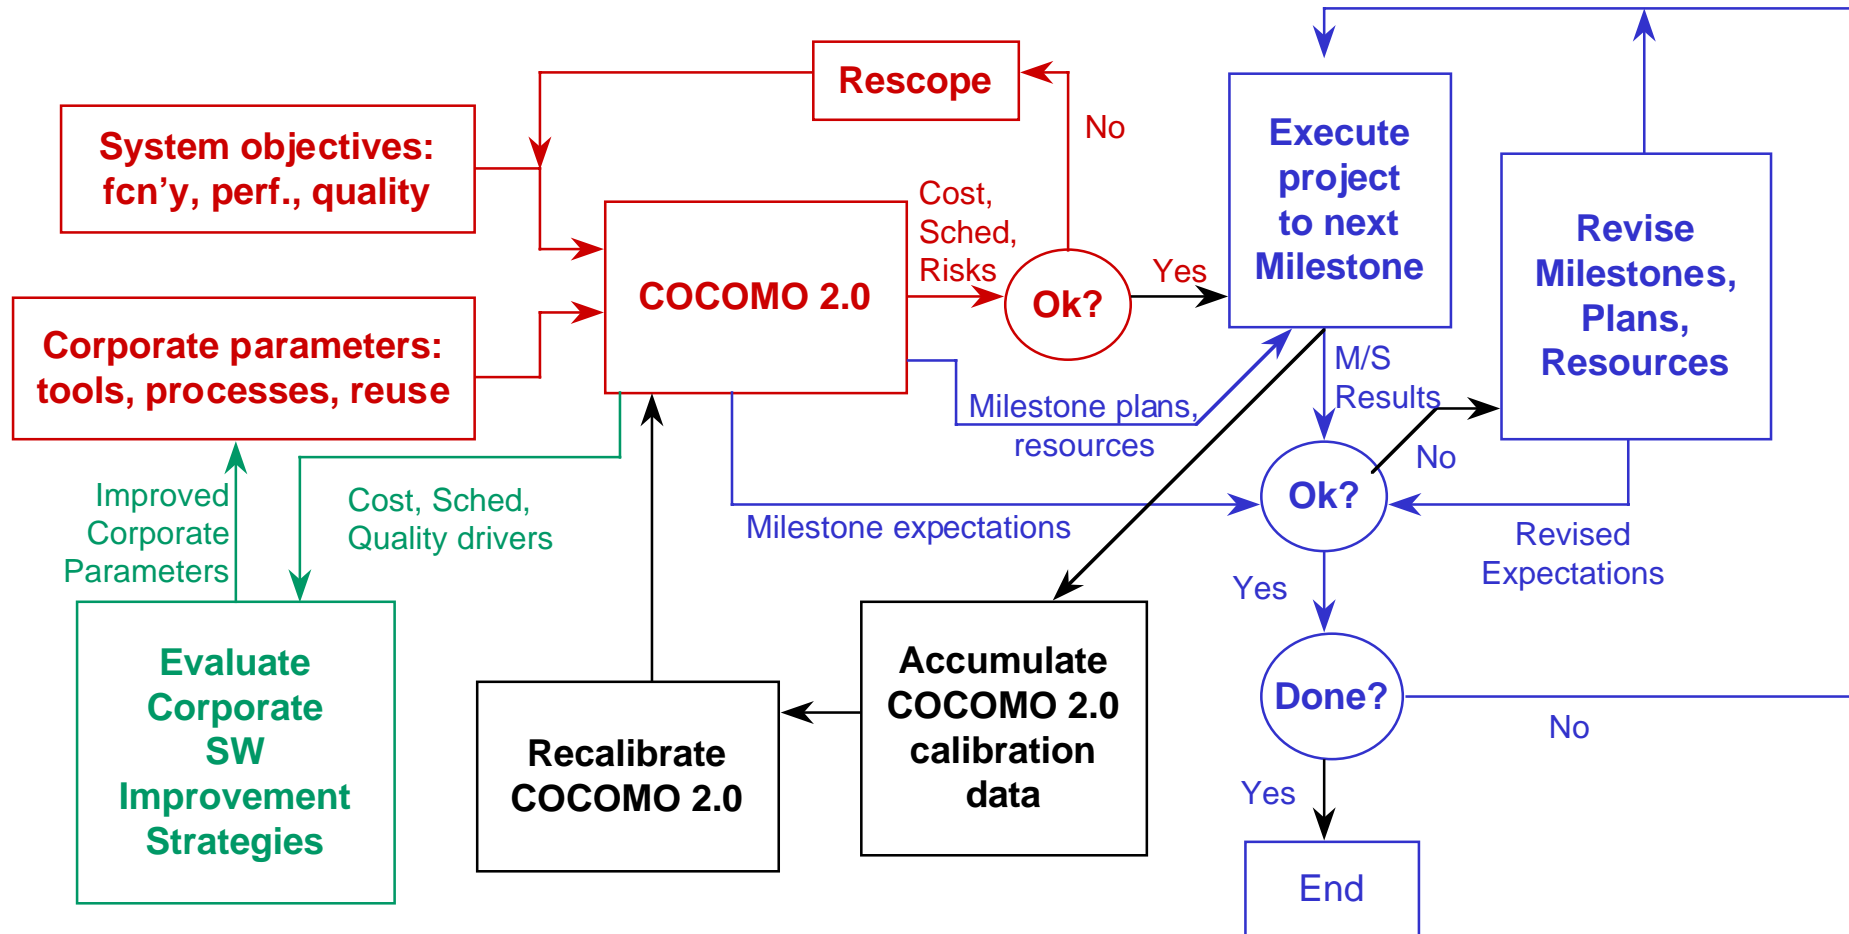 Rescope
No
System objectives:
fcn'y, perf., quality
Execute
project
to next
Milestone
Revise
Milestones,
Plans,
Resources
Cost,
Sched,
Risks
COCOMO 2.0
Ok?
Yes
Corporate parameters:
tools, processes, reuse
M/S
Results
Milestone plans,
resources
No
Ok?
Improved
Corporate
Parameters
Cost, Sched,
Quality drivers
Milestone expectations
Revised
Expectations
Yes
Evaluate
Corporate
SW
Improvement
Strategies
Recalibrate
COCOMO 2.0
Accumulate
COCOMO 2.0
calibration
data
Done?
No
Yes
End